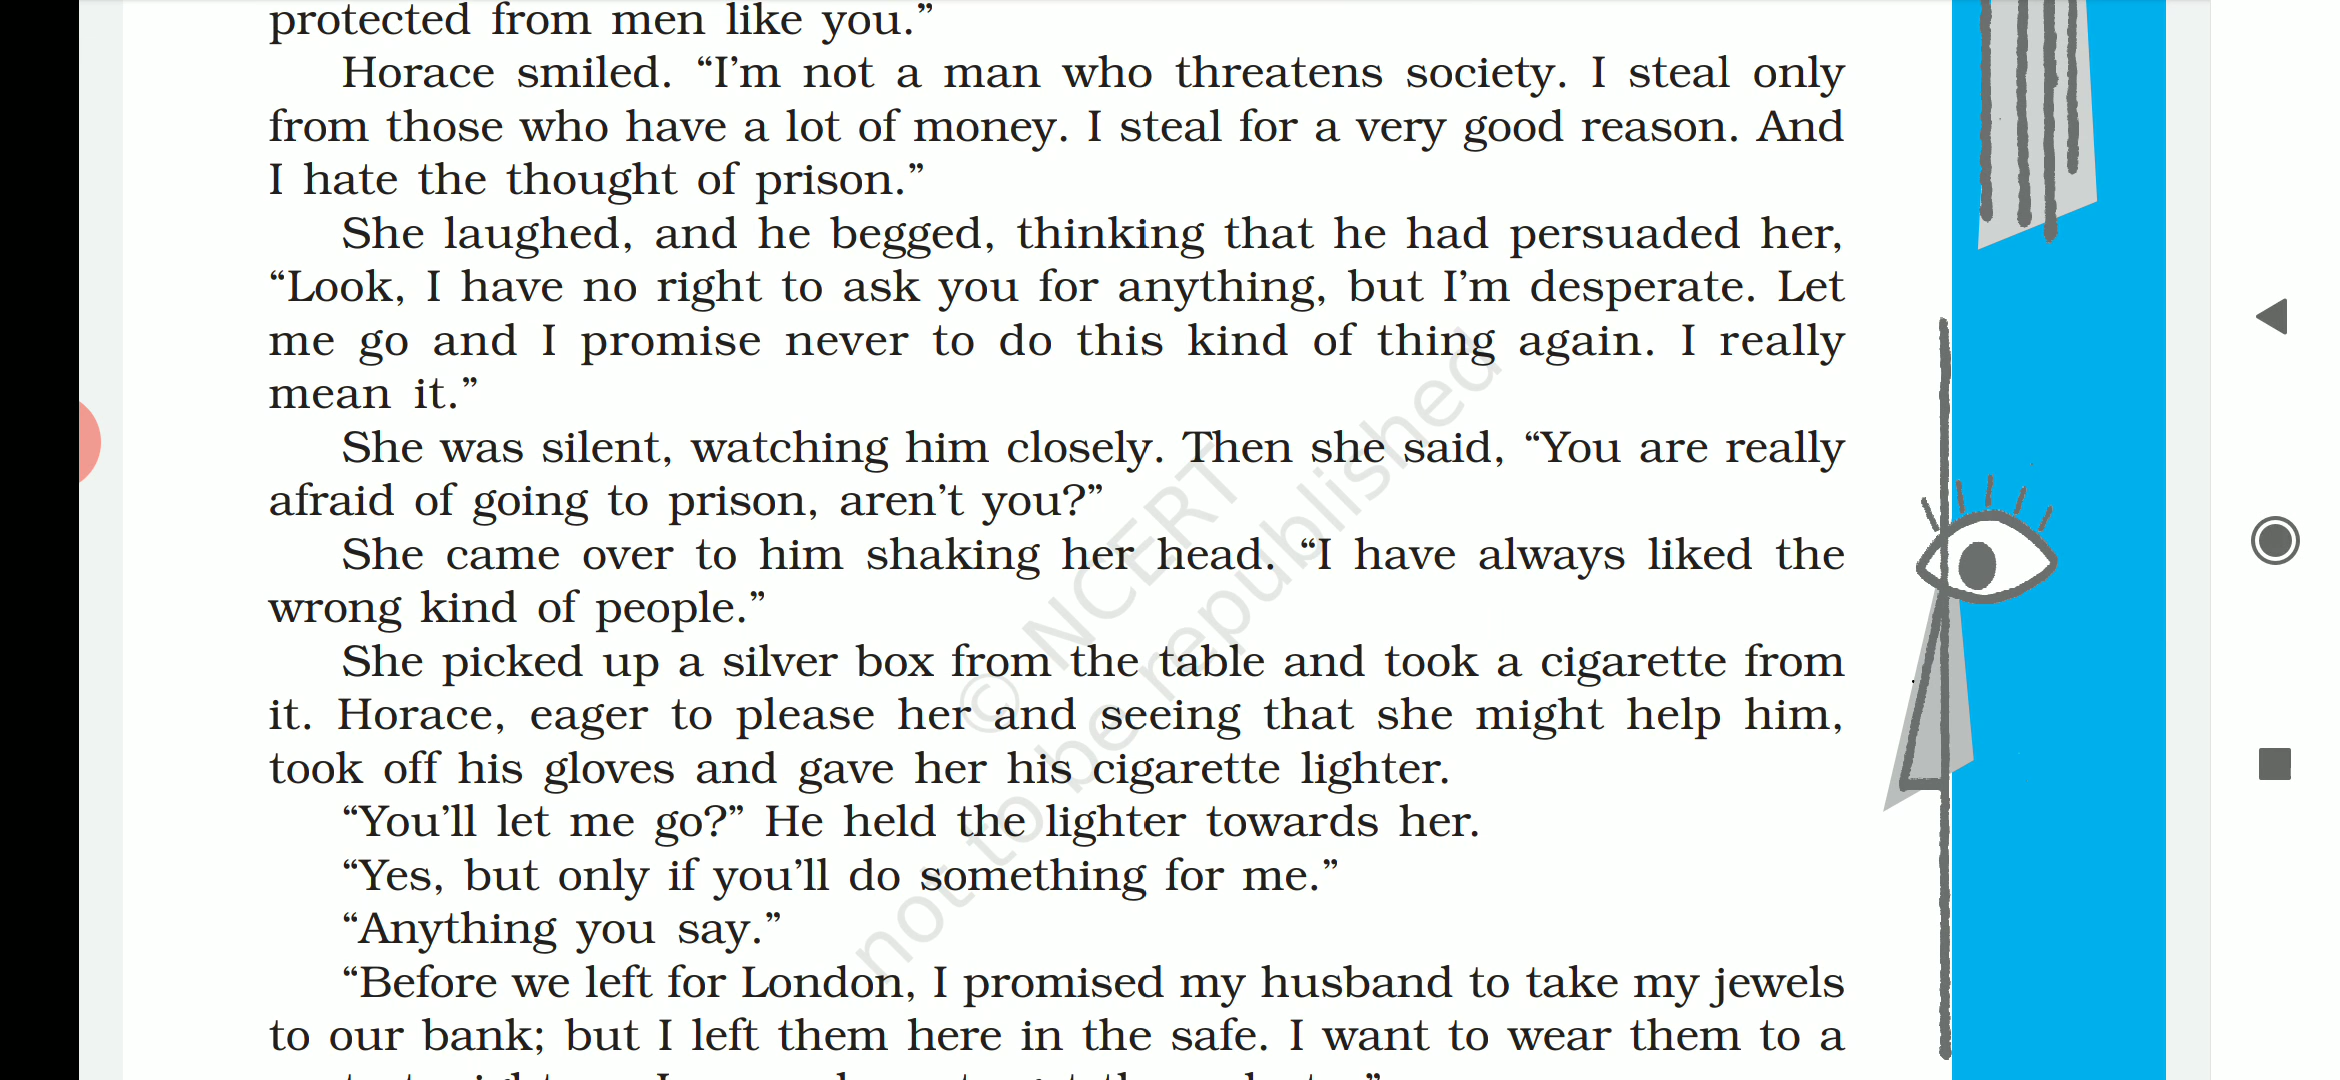 protected from men like you.”
Horace smiled. “I’m not a man who threatens society. I steal only
from those who have a lot of money. I steal for a very good reason. And
I hate the thought of prison.”
She laughed, and he begged, thinking that he had persuaded her,
“Look, I have no right to ask you for anything, but I’m desperate. Let
me go and I promise never to do this kind of thing again. I really
mean it.”
She was silent, watching him closely. Then she said, “You are really
afraid of going to prison, aren’t you?”
She came over to him shaking her head. “I have always liked the
wrong kind of people.”
She picked up a silver box from the table and took a cigarette from
it. Horace, eager to please her and seeing that she might help him,
took off his gloves and gave her his cigarette lighter.
“You’ll let me go?” He held the lighter towards her.
“Yes, but only if you’ll do something for me.”
“Anything you say.”
“Before we left for London, I promised my husband to take my jewels
to our bank; but I left them here in the safe. I want to wear them to a
© NCERT
not to be republished